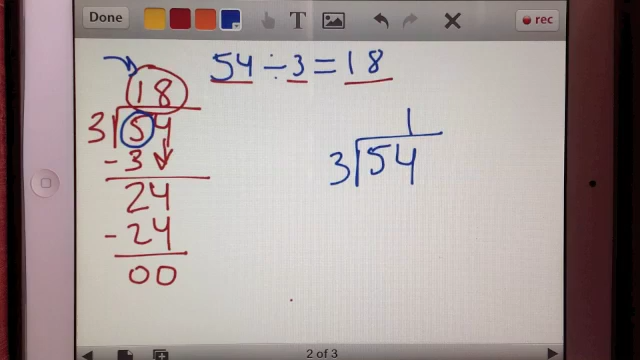 Done T rec
54 ÷ 3 = 18
18
3 54
- 3
24
- 24
00
1
3 54
2 of 3